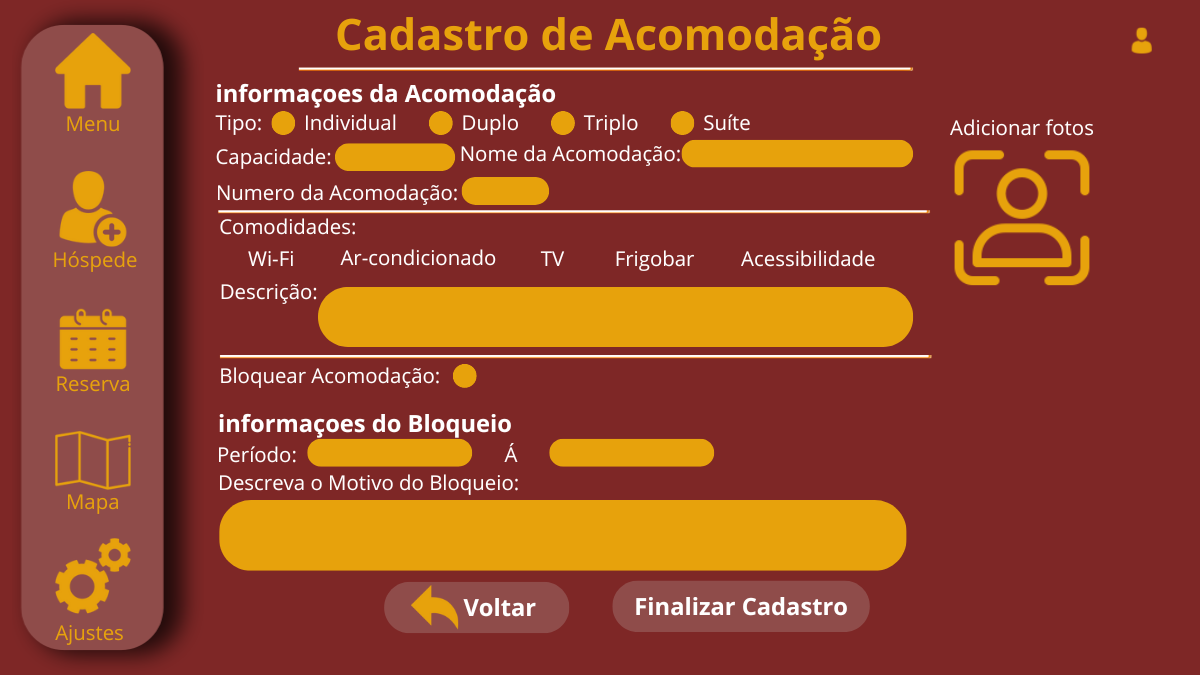 Cadastro de Acomodação
Menu
Hóspede
Reserva
Mapa
Ajustes
informaçoes da Acomodação
Tipo: Individual Duplo Triplo Suíte
Capacidade: Nome da Acomodação:
Numero da Acomodação:
Adicionar fotos
Comodidades:
Wi-Fi Ar-condicionado TV Frigobar Acessibilidade
Descrição:
Bloquear Acomodação:
informaçoes do Bloqueio
Período: Á
Descreva o Motivo do Bloqueio:
Voltar Finalizar Cadastro